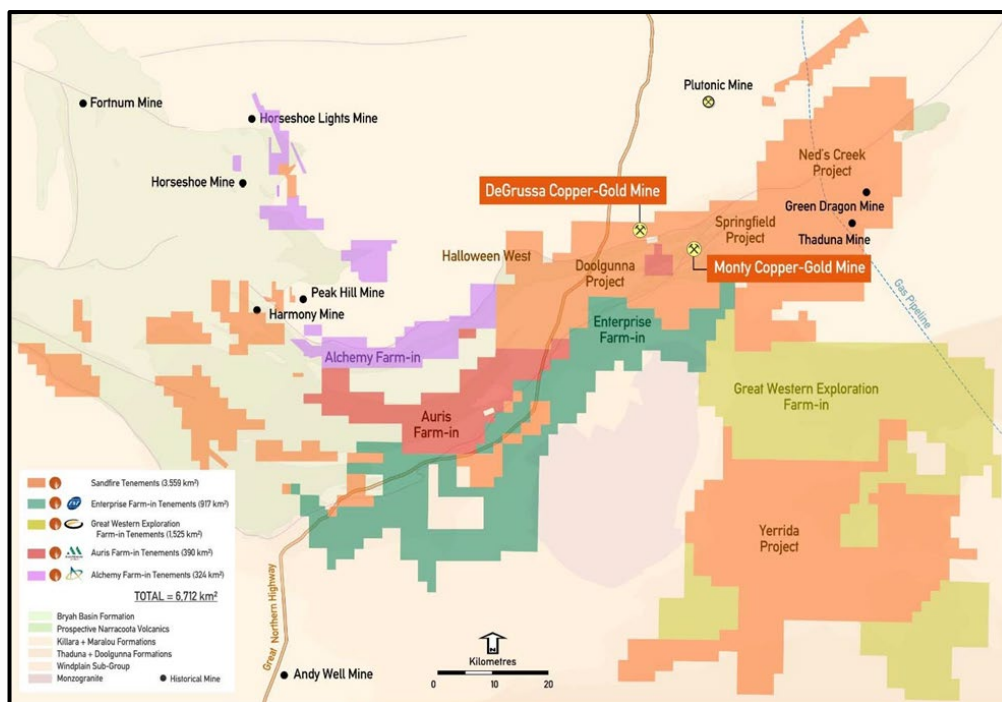 Fortnum Mine
Horseshoe Lights Mine
Plutonic Mine
Horseshoe Mine
Ned's Creek
Project
DeGrussa Copper-Gold Mine
Green Dragon Mine
Springfield
Project
Thaduna Mine
Halloween West
Doolgunna
Project
Monty Copper-Gold Mine
Peak Hill Mine
Harmony Mine
Gas Pipeline
Enterprise
Farm-in
Alchemy Farm-in
Great Western Exploration
Farm-in
Auris
Farm-in
Sandfire Tenements (3.559 km²)
Enterprise Farm-in Tenements (917 km²)
Great Western Exploration
Farm-in Tenements (1,525 km²)
Auris Farm-in Tenements (390 km²)
Alchemy Farm-in Tenements (324 km²)
TOTAL = 6,712 km²
Bryah Basin Formation
Prospective Narracoota Volcanics
Killara + Maralou Formations
Thaduna + Doolgunna Formations
Windplain Sub-Group
Monzogranite
Historical Mine
Yerrida
Project
Great Northern Highway
Andy Well Mine
N
Kilometres
0 10 20